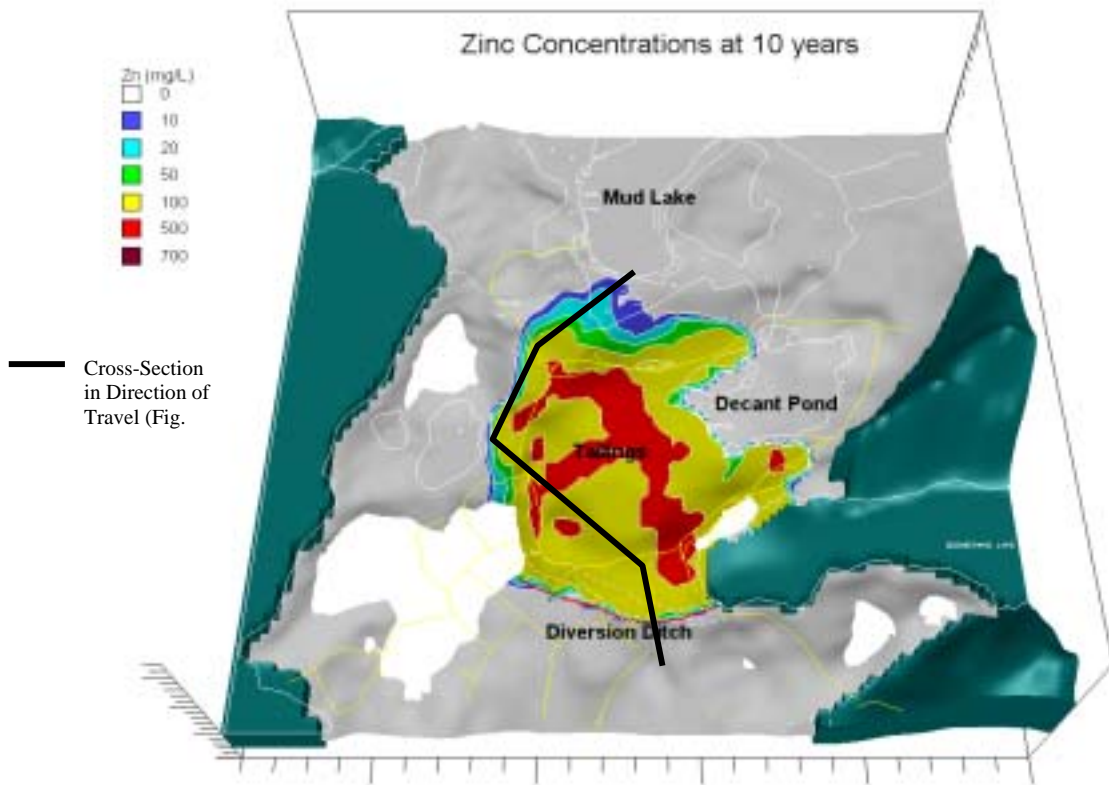 Zinc Concentrations at 10 years
Zn (mg/L)
0
10
20
50
100
500
700
Mud Lake
Cross-Section
in Direction of
Travel (Fig.
Decant Pond
Tailings
Diversion Ditch